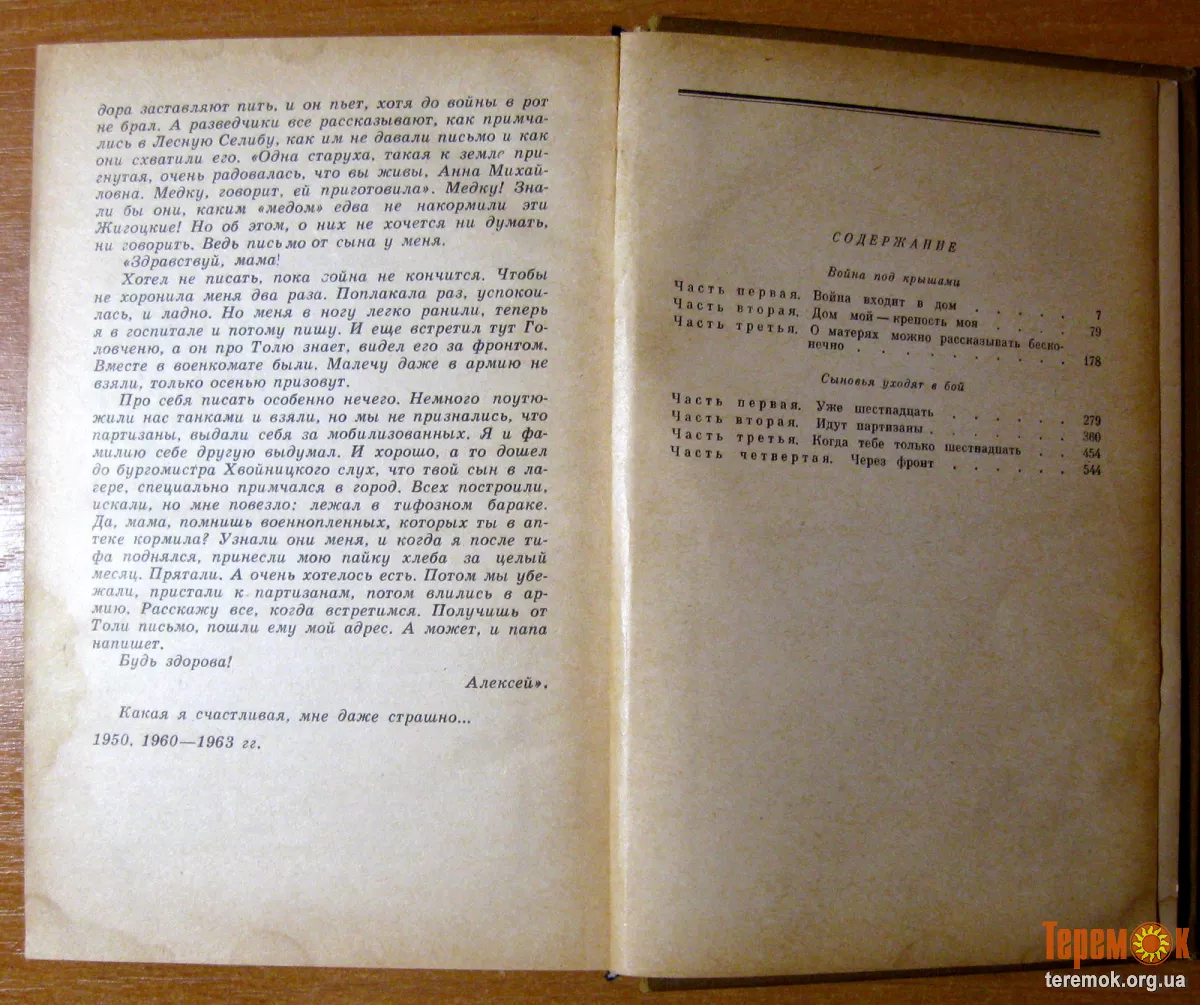 дора заставляют пить, и он пьет, хотя до войны в рот
не брал. А разведчики все рассказывают, как примча-
лись в Лесную Селибу, как им не давали письмо и как
они схватили его. «Одна старуха, такая к земле при-
гнутая, очень радовалась, что вы живы, Анна Михай-
ловна. Медку, говорит, ей приготовила». Медку! Зна-
ли бы они, каким «медом» едва не накормили эти
Жигоцкие! Но об этом, о них не хочется ни думать,
ни говорить. Ведь письмо от сына у меня.
«Здравствуй, мама!
Хотел не писать, пока война не кончится. Чтобы
не хоронила меня два раза. Поплакала раз, успокои-
лась, и ладно. Но меня в ногу легко ранили, теперь
я в госпитале и потому пишу. И еще встретил тут Го-
ловченю, а он про Толю знает, видел его за фронтом.
Вместе в военкомате были. Малечу даже в армию не
взяли, только осенью призовут.
Про себя писать особенно нечего. Немного поутю-
жили нас танками и взяли, но мы не признались, что
партизаны, выдали себя за мобилизованных. Я и фа-
милию себе другую выдумал. И хорошо, а то дошел
до бургомистра Хвойницкого слух, что твой сын в ла-
гере, специально примчался в город. Всех построили,
искали, но мне повезло: лежал в тифозном бараке.
Да, мама, помнишь военнопленных, которых ты в ап-
теке кормила? Узнали они меня, и когда я после ти-
фа поднялся, принесли мою пайку хлеба за целый
месяц. Прятали. А очень хотелось есть. Потом мы убе-
жали, пристали к партизанам, потом влились в ар-
мию. Расскажу все, когда встретимся. Получишь от
Толи письмо, пошли ему мой адрес. А может, и папа
напишет.
Будь здорова!
Алексей».
Какая я счастливая, мне даже страшно...
1950, 1960—1963 гг.
СОДЕРЖАНИЕ
Война под крышами
Часть первая. Война входит в дом . . . . . 7
Часть вторая. Дом мой — крепость моя . . . . 79
Часть третья. О матерях можно рассказывать беско-
нечно . . . . . . . . . . 178
Сыновья уходят в бой
Часть первая. Уже шестнадцать . . . . . . 279
Часть вторая. Идут партизаны . . . . . . . 360
Часть третья. Когда тебе только шестнадцать . . 454
Часть четвертая. Через фронт . . . . . . 544
Теремок
teremok.org.ua